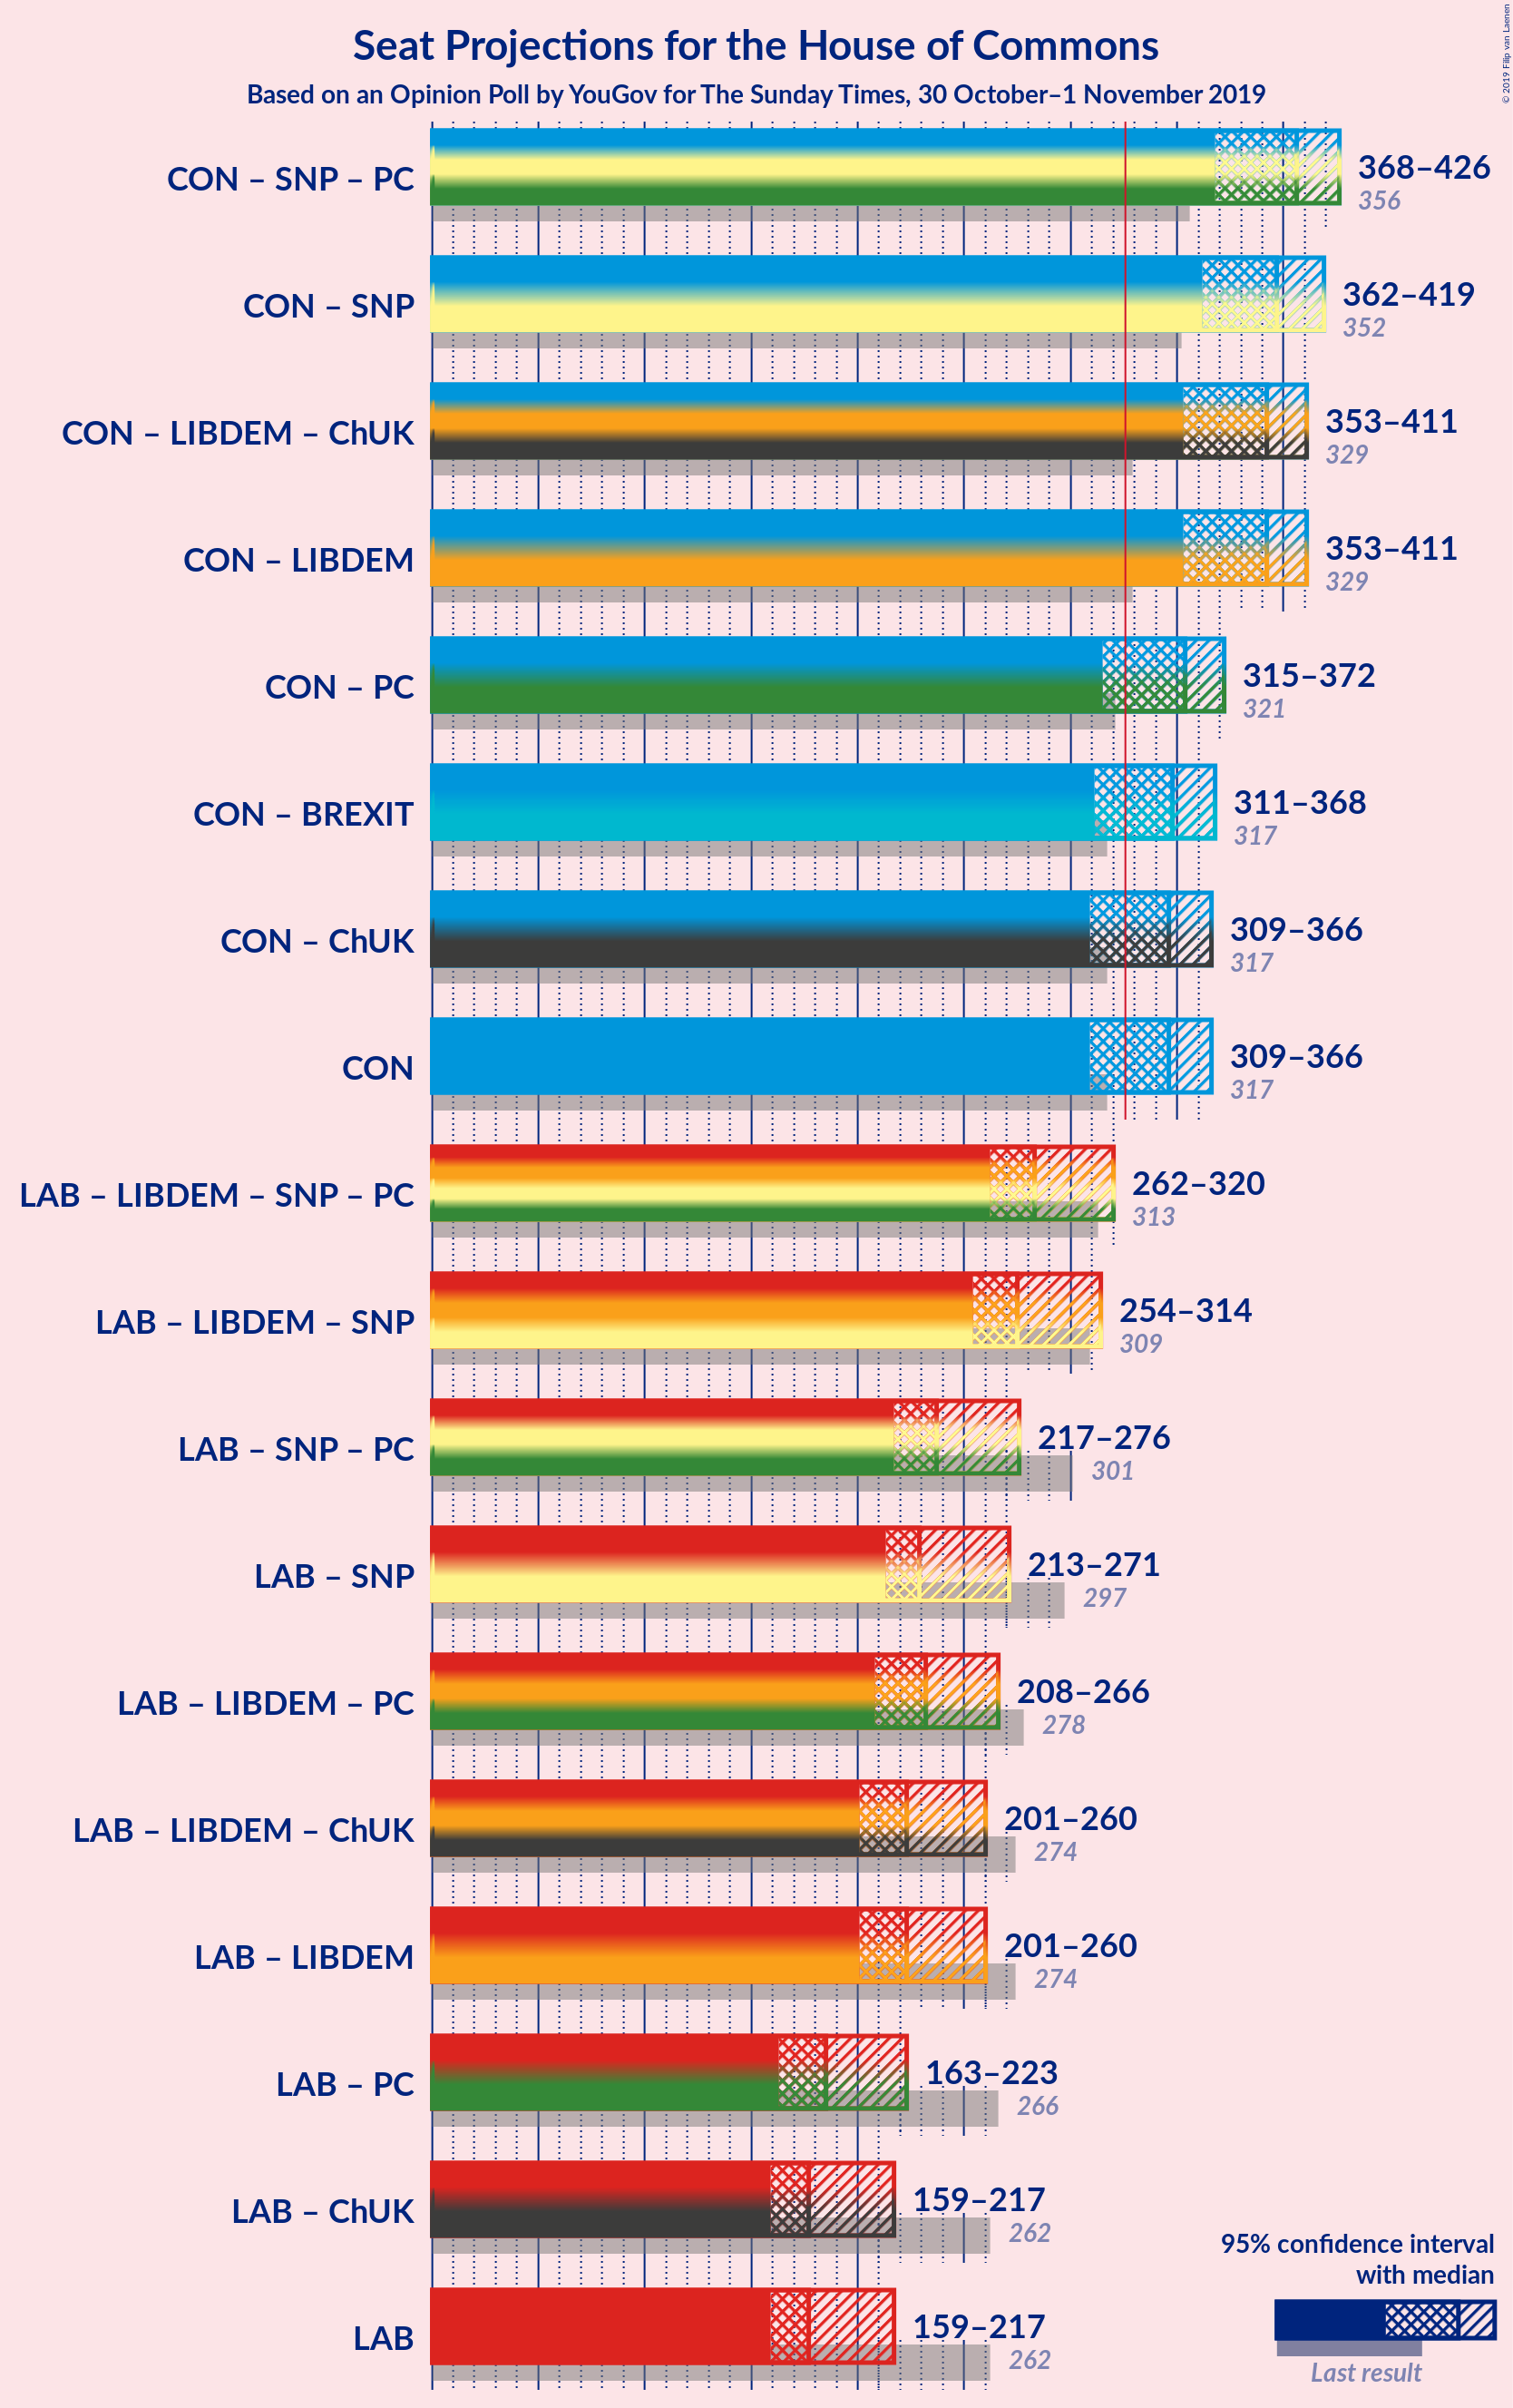 © 2019 Filip van Laenen
Seat Projections for the House of Commons
Based on an Opinion Poll by YouGov for The Sunday Times, 30 October–1 November 2019
CON – SNP – PC
368–426
356
CON – SNP
362–419
352
CON – LIBDEM – ChUK
353–411
329
CON – LIBDEM
353–411
329
CON – PC
315–372
321
CON – BREXIT
311–368
317
CON – ChUK
309–366
317
CON
309–366
317
LAB – LIBDEM – SNP – PC
262–320
313
LAB – LIBDEM – SNP
254–314
309
LAB – SNP – PC
217–276
301
LAB – SNP
213–271
297
LAB – LIBDEM – PC
208–266
278
LAB – LIBDEM – ChUK
201–260
274
LAB – LIBDEM
201–260
274
LAB – PC
163–223
266
LAB – ChUK
159–217
262
LAB
159–217
262
95% confidence interval
with median
Last result